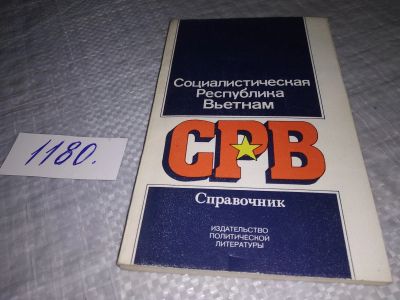 Социалистическая
Республика
Вьетнам
СРВ
Справочник
ИЗДАТЕЛЬСТВО
ПОЛИТИЧЕСКОЙ
ЛИТЕРАТУРЫ
1180.